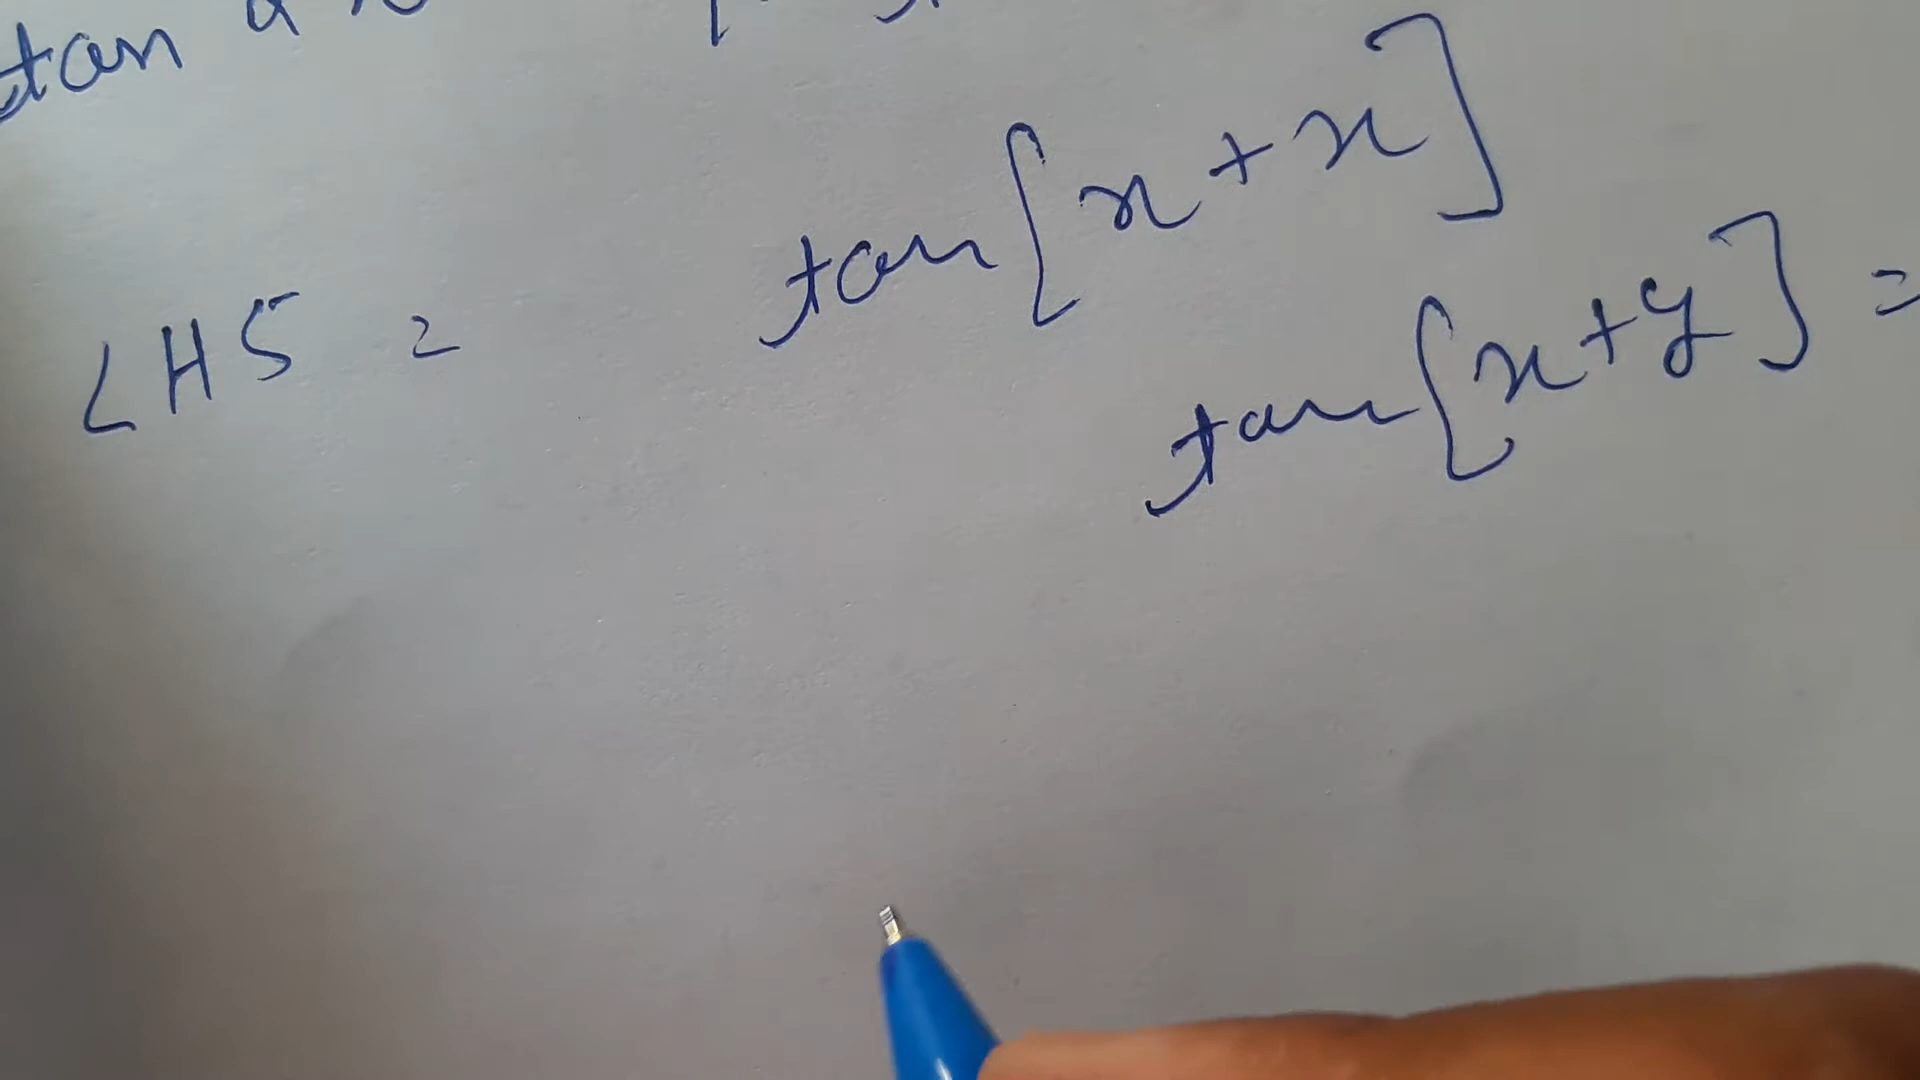 tan
LHS = tan[x+x]
tan[x+y] =